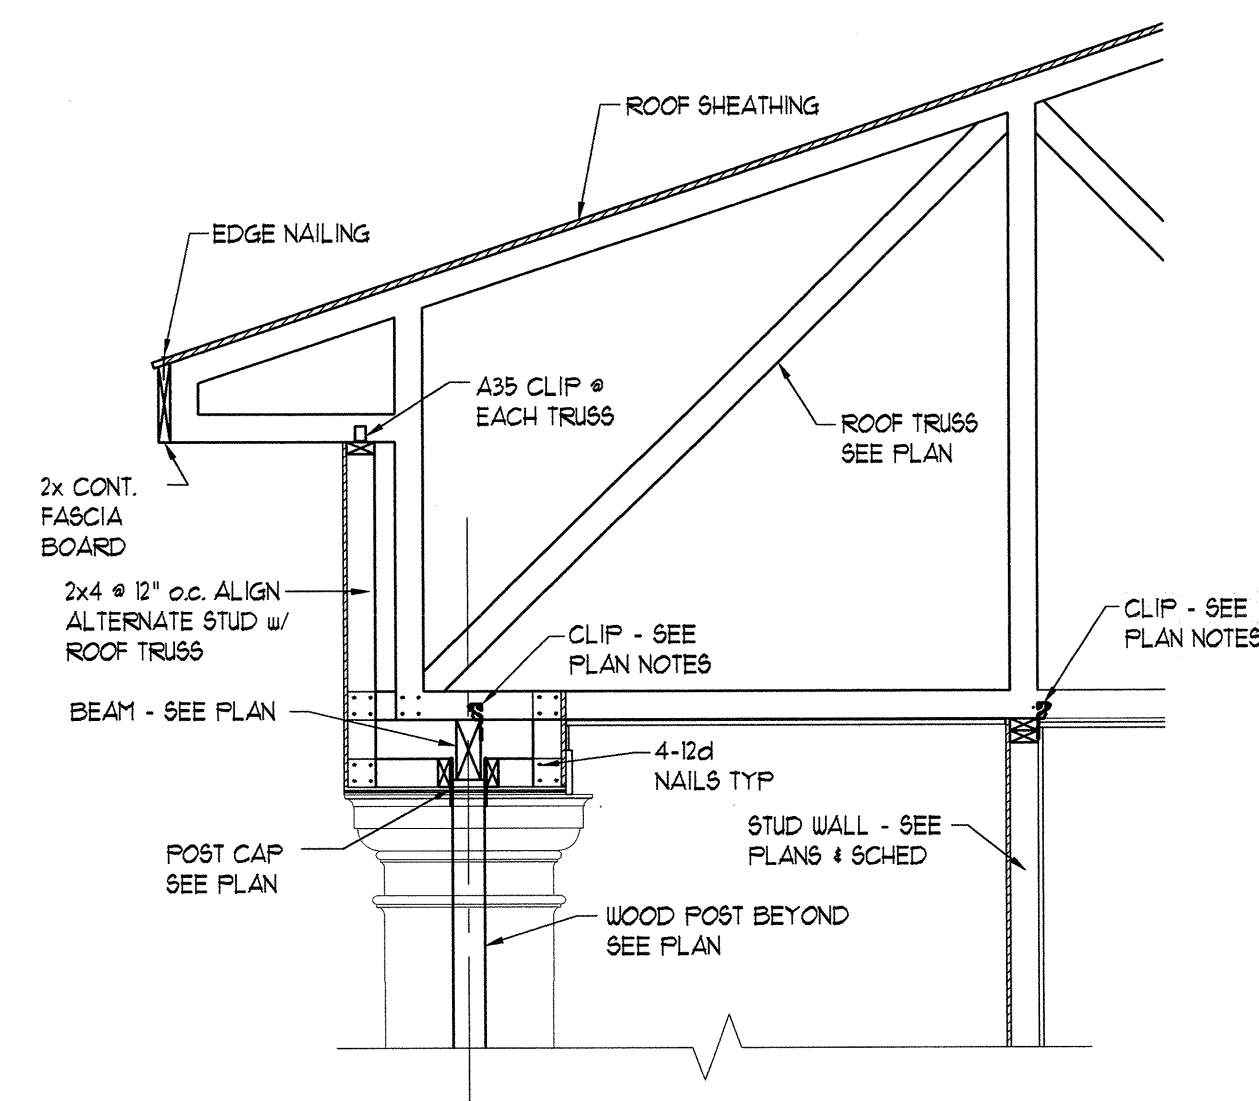 ROOF SHEATHING
EDGE NAILING
A35 CLIP @
EACH TRUSS
ROOF TRUSS
SEE PLAN
2x CONT.
FASCIA
BOARD
2x4 @ 12" o.c. ALIGN
ALTERNATE STUD w/
ROOF TRUSS
CLIP - SEE
PLAN NOTES
CLIP - SEE
PLAN NOTES
BEAM - SEE PLAN
4-12d
NAILS TYP
STUD WALL - SEE
PLANS & SCHED
POST CAP
SEE PLAN
WOOD POST BEYOND
SEE PLAN